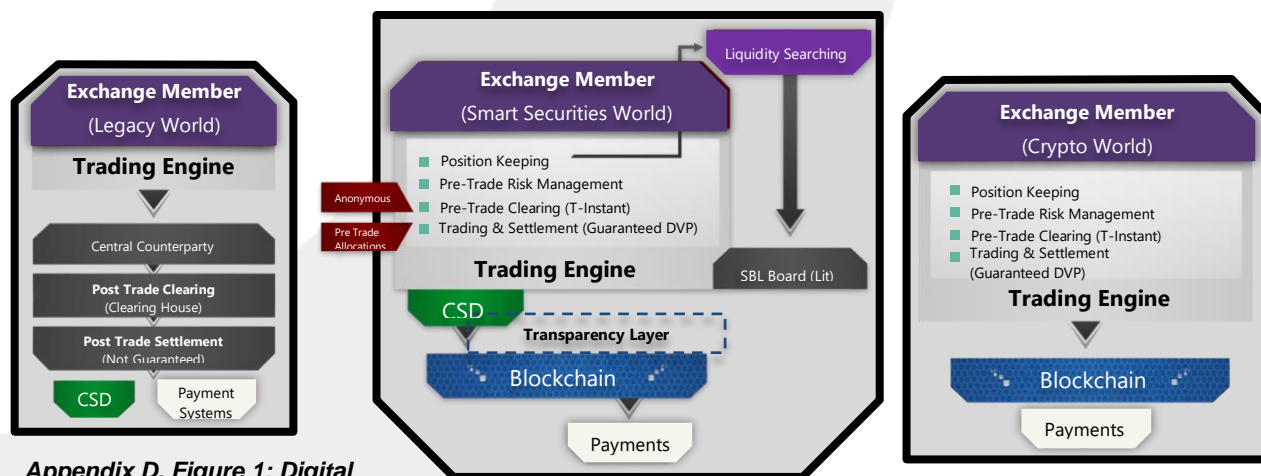 Exchange Member
(Legacy World)
Trading Engine
Central Counterparty
Post Trade Clearing
(Clearing House)
Post Trade Settlement
(Not Guaranteed)
CSD
Payment
Systems
Appendix D, Figure 1: Digital
Liquidity Searching
Exchange Member
(Smart Securities World)
Position Keeping
Pre-Trade Risk Management
Pre-Trade Clearing (T-Instant)
Trading & Settlement (Guaranteed DVP)
Anonymous
Pre Trade
Allocations
Trading Engine
SBL Board (Lit)
CSD
Transparency Layer
Blockchain
Payments
Exchange Member
(Crypto World)
Position Keeping
Pre-Trade Risk Management
Pre-Trade Clearing (T-Instant)
Trading & Settlement
(Guaranteed DVP)
Trading Engine
Blockchain
Payments